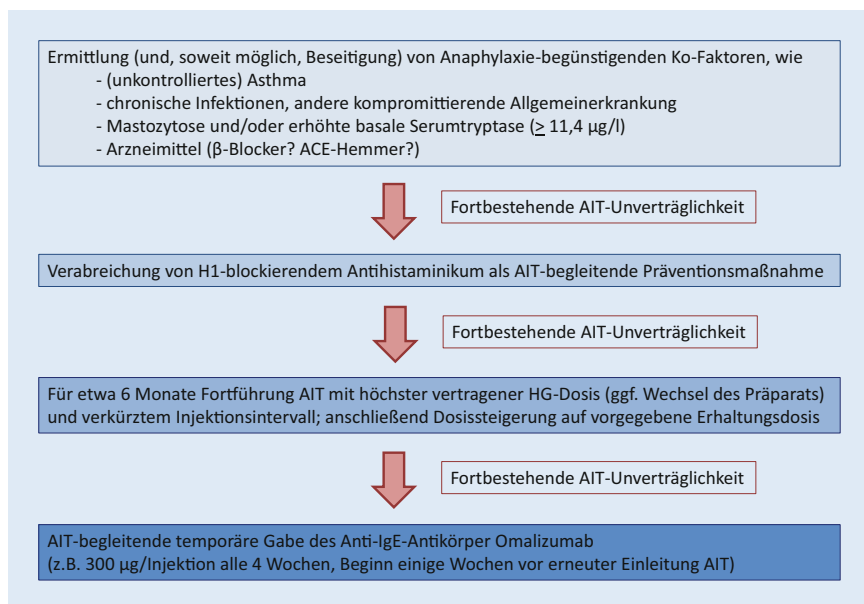 Ermittlung (und, soweit möglich, Beseitigung) von Anaphylaxie-begünstigenden Ko-Faktoren, wie
- (unkontrolliertes) Asthma
- chronische Infektionen, andere kompromittierende Allgemeinerkrankung
- Mastozytose und/oder erhöhte basale Serumtryptase (≥ 11,4 µg/l)
- Arzneimittel (β-Blocker? ACE-Hemmer?)
Fortbestehende AIT-Unverträglichkeit
Verabreichung von H1-blockierendem Antihistaminikum als AIT-begleitende Präventionsmaßnahme
Fortbestehende AIT-Unverträglichkeit
Für etwa 6 Monate Fortführung AIT mit höchster vertragener HG-Dosis (ggf. Wechsel des Präparats)
und verkürztem Injektionsintervall; anschließend Dosissteigerung auf vorgegebene Erhaltungsdosis
Fortbestehende AIT-Unverträglichkeit
AIT-begleitende temporäre Gabe des Anti-IgE-Antikörper Omalizumab
(z.B. 300 µg/Injektion alle 4 Wochen, Beginn einige Wochen vor erneuter Einleitung AIT)